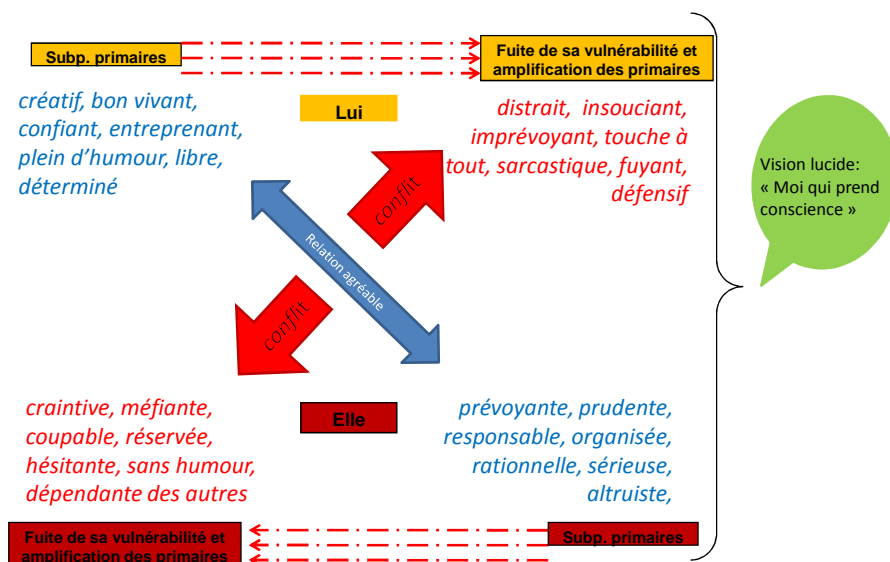 Subp. primaires
Fuite de sa vulnérabilité et
amplification des primaires
créatif, bon vivant,
confiant, entreprenant,
plein d'humour, libre,
déterminé
Lui
distrait, insouciant,
imprévoyant, touche à
tout, sarcastique, fuyant,
défensif
Vision lucide:
« Moi qui prend
conscience »
conflit
Relation agréable
conflit
craintive, méfiante,
coupable, réservée,
hésitante, sans humour,
dépendante des autres
Elle
prévoyante, prudente,
responsable, organisée,
rationnelle, sérieuse,
altruiste,
Fuite de sa vulnérabilité et
amplification des primaires
Subp. primaires